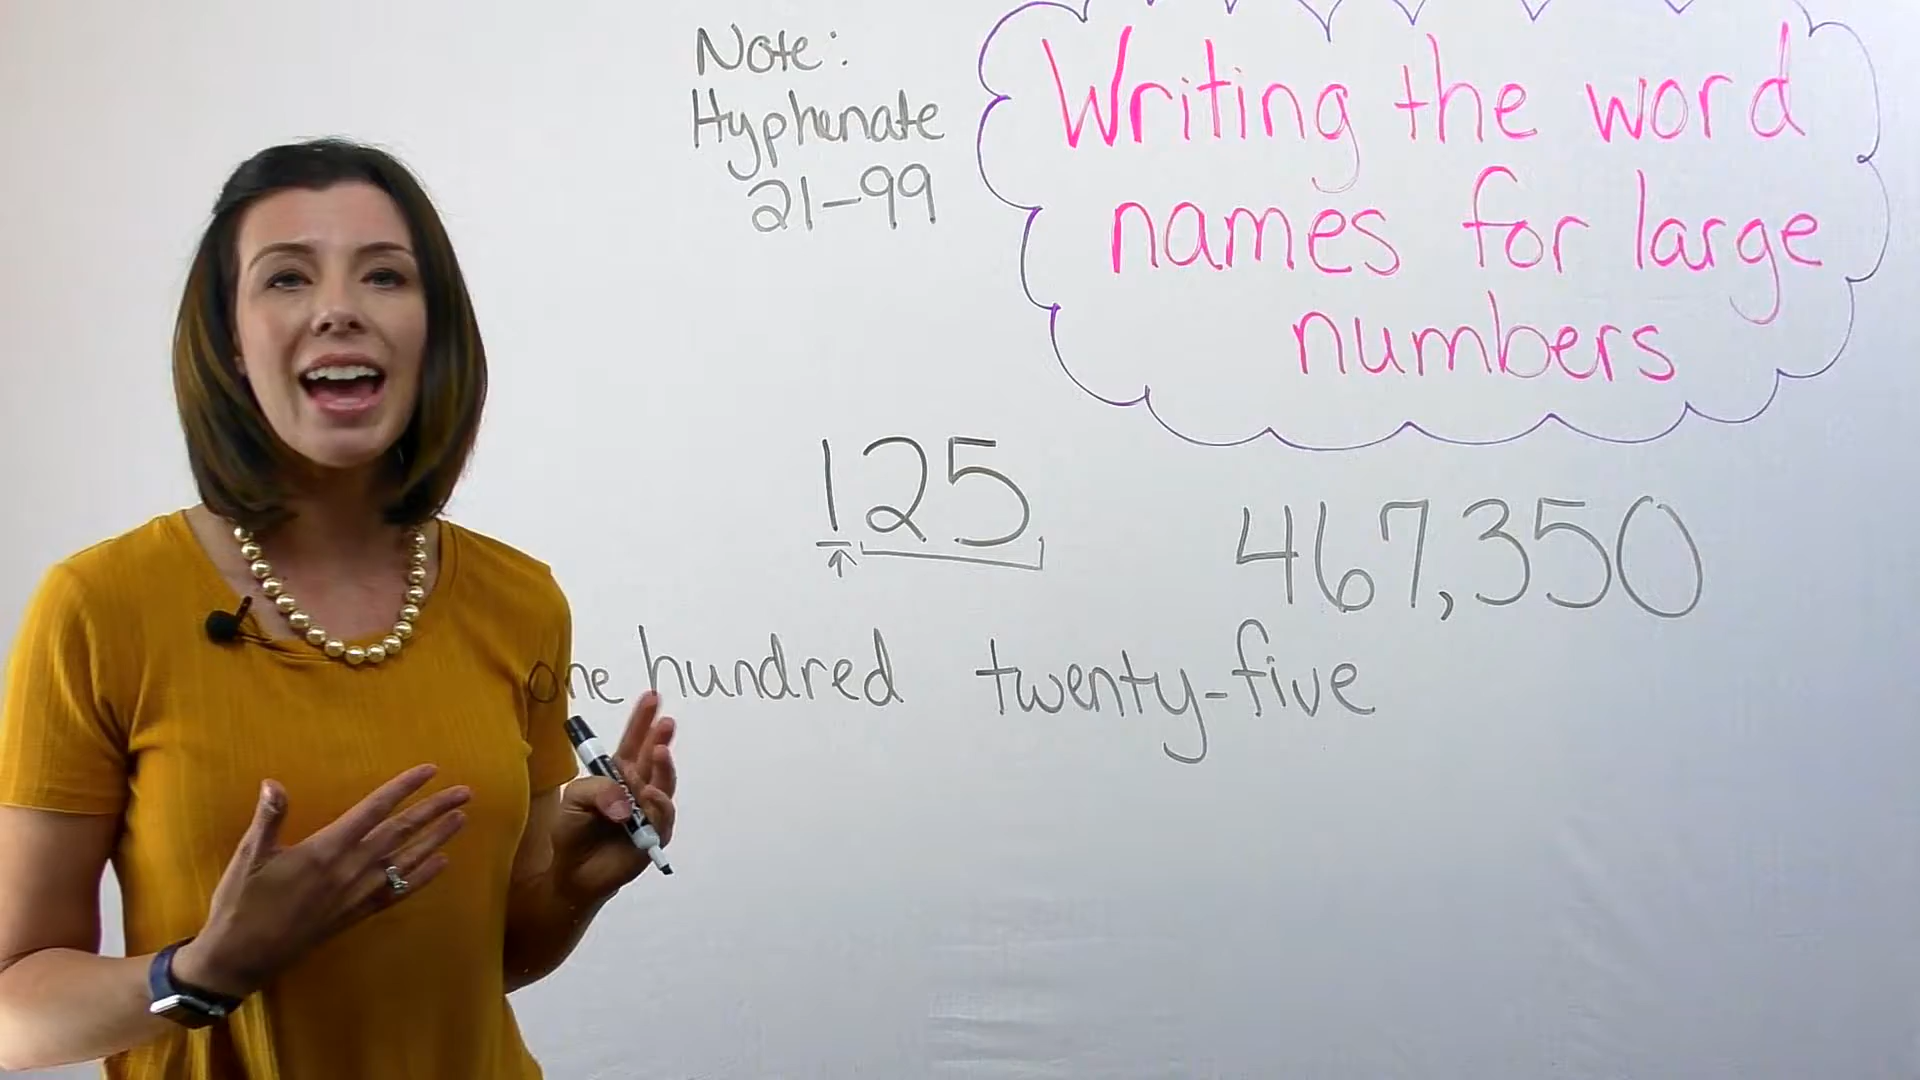 Note:
Hyphenate
21-99
Writing the word
names for large
numbers
125
467,350
one hundred twenty-five